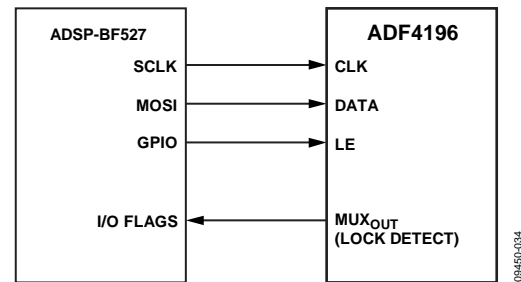 ADSP-BF527
ADF4196
SCLK
CLK
MOSI
DATA
GPIO
LE
I/O FLAGS
MUXOUT
(LOCK DETECT)
09450-034